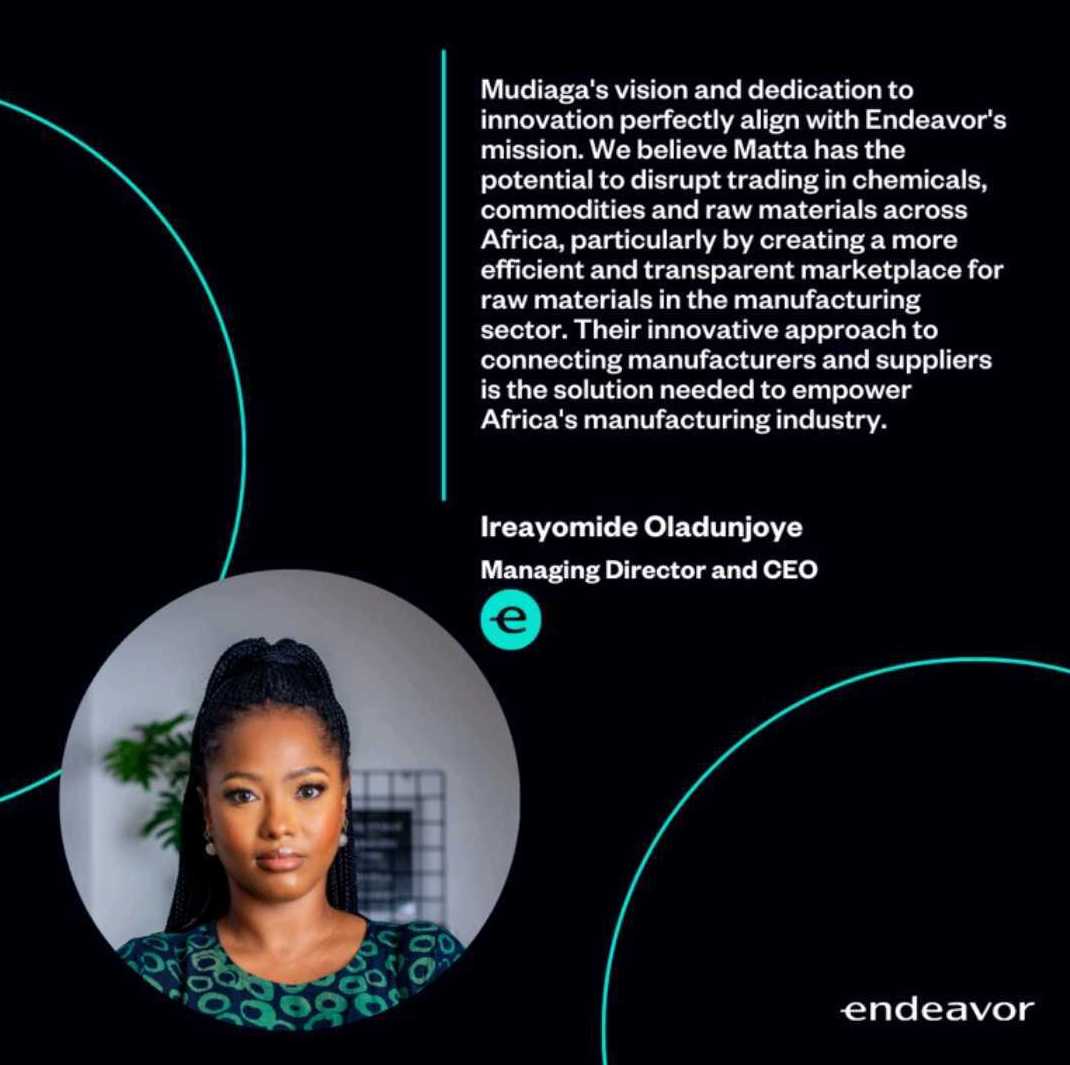 Mudiaga's vision and dedication to
innovation perfectly align with Endeavor's
mission. We believe Matta has the
potential to disrupt trading in chemicals,
commodities and raw materials across
Africa, particularly by creating a more
efficient and transparent marketplace for
raw materials in the manufacturing
sector. Their innovative approach to
connecting manufacturers and suppliers
is the solution needed to empower
Africa's manufacturing industry.
Ireayomide Oladunjoye
Managing Director and CEO
e
endeavor